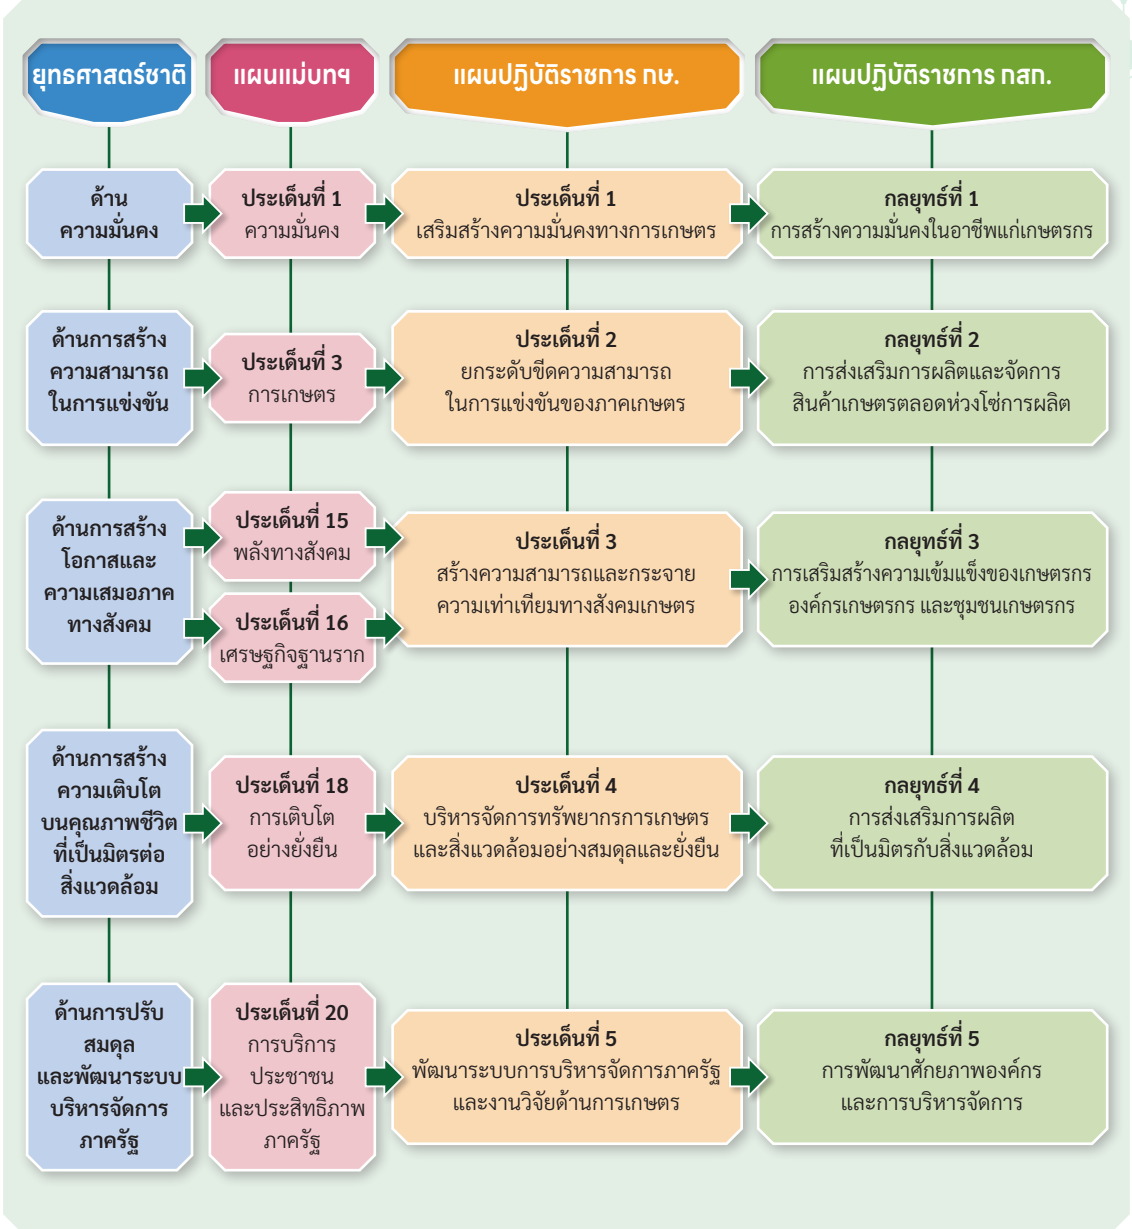 ยุทธศาสตร์ชาติ
แผนแม่บทฯ
แผนปฏิบัติราชการ กษ.
แผนปฏิบัติราชการ กสก.
ด้าน
ความมั่นคง
ประเด็นที่ 1
ความมั่นคง
ประเด็นที่ 1
เสริมสร้างความมั่นคงทางการเกษตร
กลยุทธ์ที่ 1
การสร้างความมั่นคงในอาชีพแก่เกษตรกร
ด้านการสร้าง
ความสามารถ
ในการแข่งขัน
ประเด็นที่ 3
การเกษตร
ประเด็นที่ 2
ยกระดับขีดความสามารถ
ในการแข่งขันของภาคเกษตร
กลยุทธ์ที่ 2
การส่งเสริมการผลิตและจัดการ
สินค้าเกษตรตลอดห่วงโซ่การผลิต
ด้านการสร้าง
โอกาสและ
ความเสมอภาค
ทางสังคม
ประเด็นที่ 15
พลังทางสังคม
ประเด็นที่ 16
เศรษฐกิจฐานราก
ประเด็นที่ 3
สร้างความสามารถและกระจาย
ความเท่าเทียมทางสังคมเกษตร
กลยุทธ์ที่ 3
การเสริมสร้างความเข้มแข็งของเกษตรกร
องค์กรเกษตรกร และชุมชนเกษตรกร
ด้านการสร้าง
ความเติบโต
บนคุณภาพชีวิต
ที่เป็นมิตรต่อ
สิ่งแวดล้อม
ประเด็นที่ 18
การเติบโต
อย่างยั่งยืน
ประเด็นที่ 4
บริหารจัดการทรัพยากรการเกษตร
และสิ่งแวดล้อมอย่างสมดุลและยั่งยืน
กลยุทธ์ที่ 4
การส่งเสริมการผลิต
ที่เป็นมิตรกับสิ่งแวดล้อม
ด้านการปรับ
สมดุล
และพัฒนาระบบ
บริหารจัดการ
ภาครัฐ
ประเด็นที่ 20
การบริการ
ประชาชน
และประสิทธิภาพ
ภาครัฐ
ประเด็นที่ 5
พัฒนาระบบการบริหารจัดการภาครัฐ
และงานวิจัยด้านการเกษตร
กลยุทธ์ที่ 5
การพัฒนาศักยภาพองค์กร
และการบริหารจัดการ